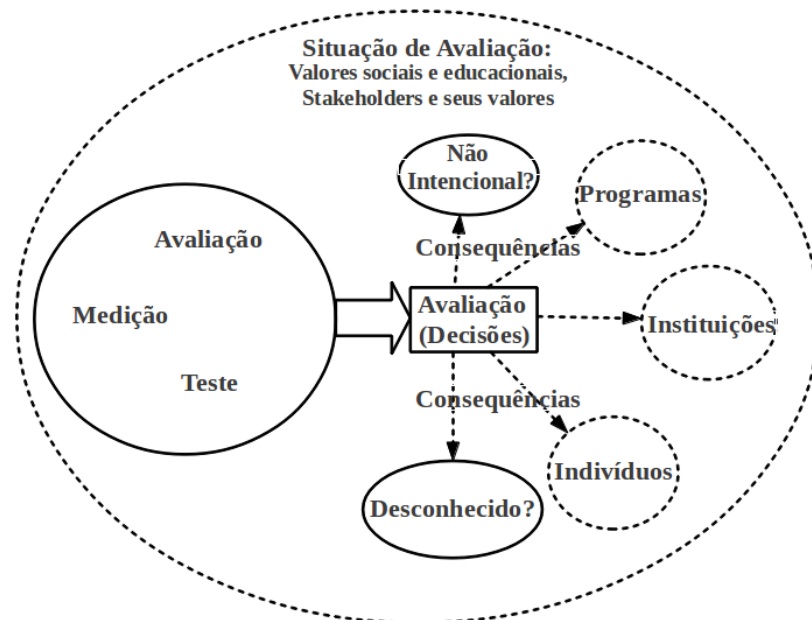 Situação de Avaliação:
Valores sociais e educacionais,
Stakeholders e seus valores
Não
Intencional?
Programas
Avaliação
Consequências
Medição
Avaliação
(Decisões)
Instituições
Teste
Consequências
Indivíduos
Desconhecido?